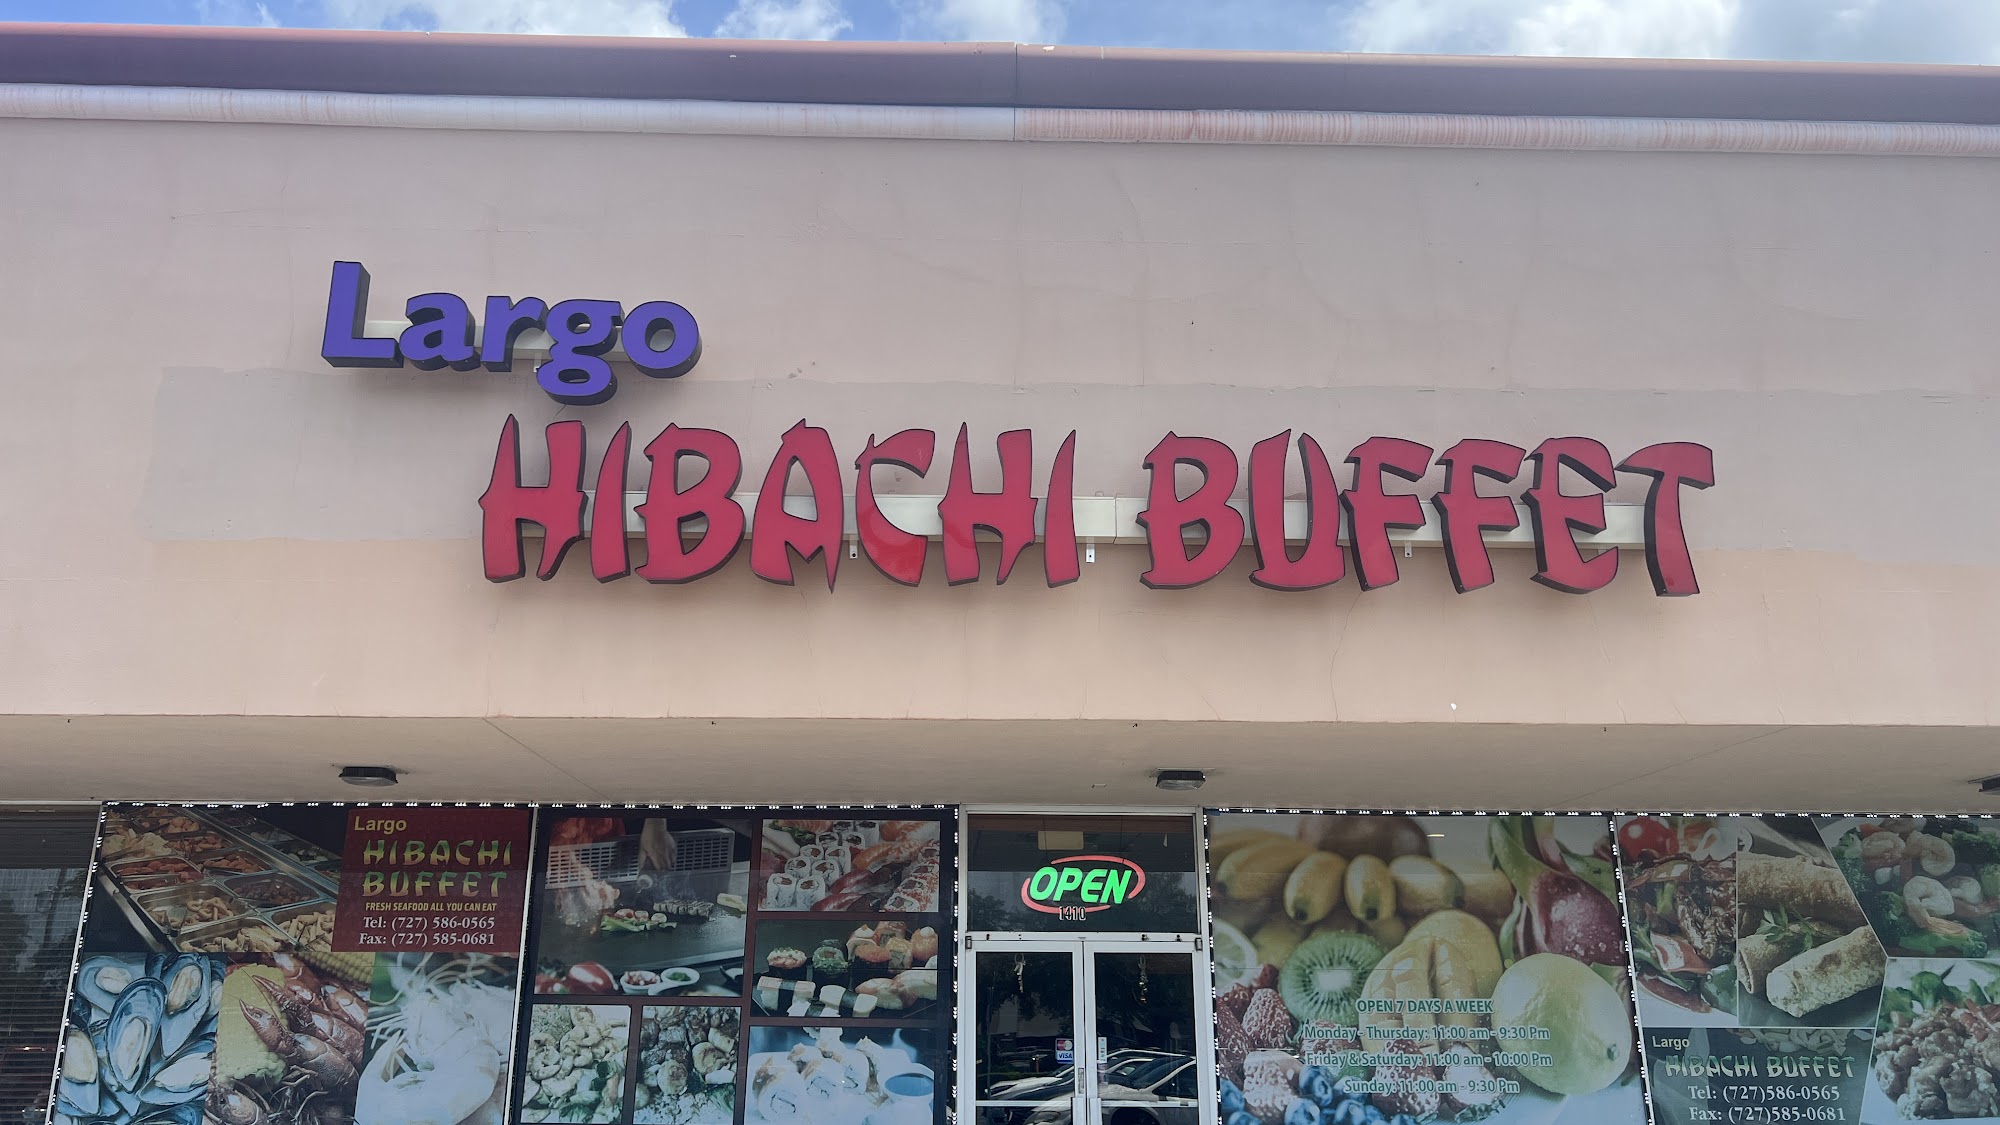 Largo
HIBACHI BUFFET
Largo
HIBACHI
BUFFET
FRESH SEAFOOD ALL YOU CAN EAT
Tel: (727) 586-0565
Fax: (727) 585-0681
OPEN
1410
VISA
OPEN 7 DAYS A WEEK
Monday - Thursday: 11:00 am - 9:30 Pm
Friday & Saturday: 11:00 am - 10:00 Pm
Sunday: 11:00 am - 9:30 Pm
Largo
HIBACHI BUFFET
Tel: (727)586-0565
Fax: (727)585-0681